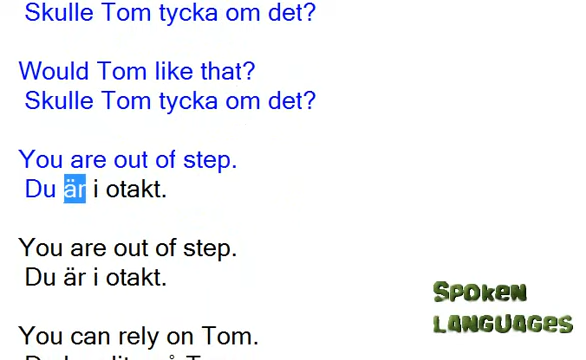 Skulle Tom tycka om det?
Would Tom like that?
Skulle Tom tycka om det?
You are out of step.
Du är i otakt.
You are out of step.
Du är i otakt.
You can rely on Tom.
SPOKEN
LANGUAGES